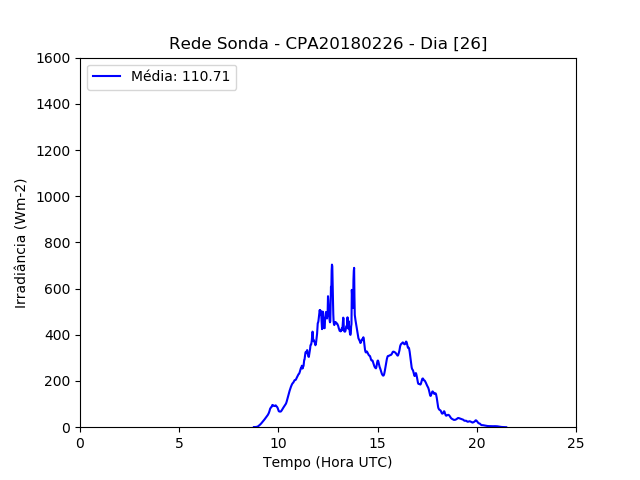 Rede Sonda - CPA20180226 - Dia [26]
Média: 110.71
Irradiância (Wm-2)
1600
1400
1200
1000
800
600
400
200
0
0 5 10 15 20 25
Tempo (Hora UTC)